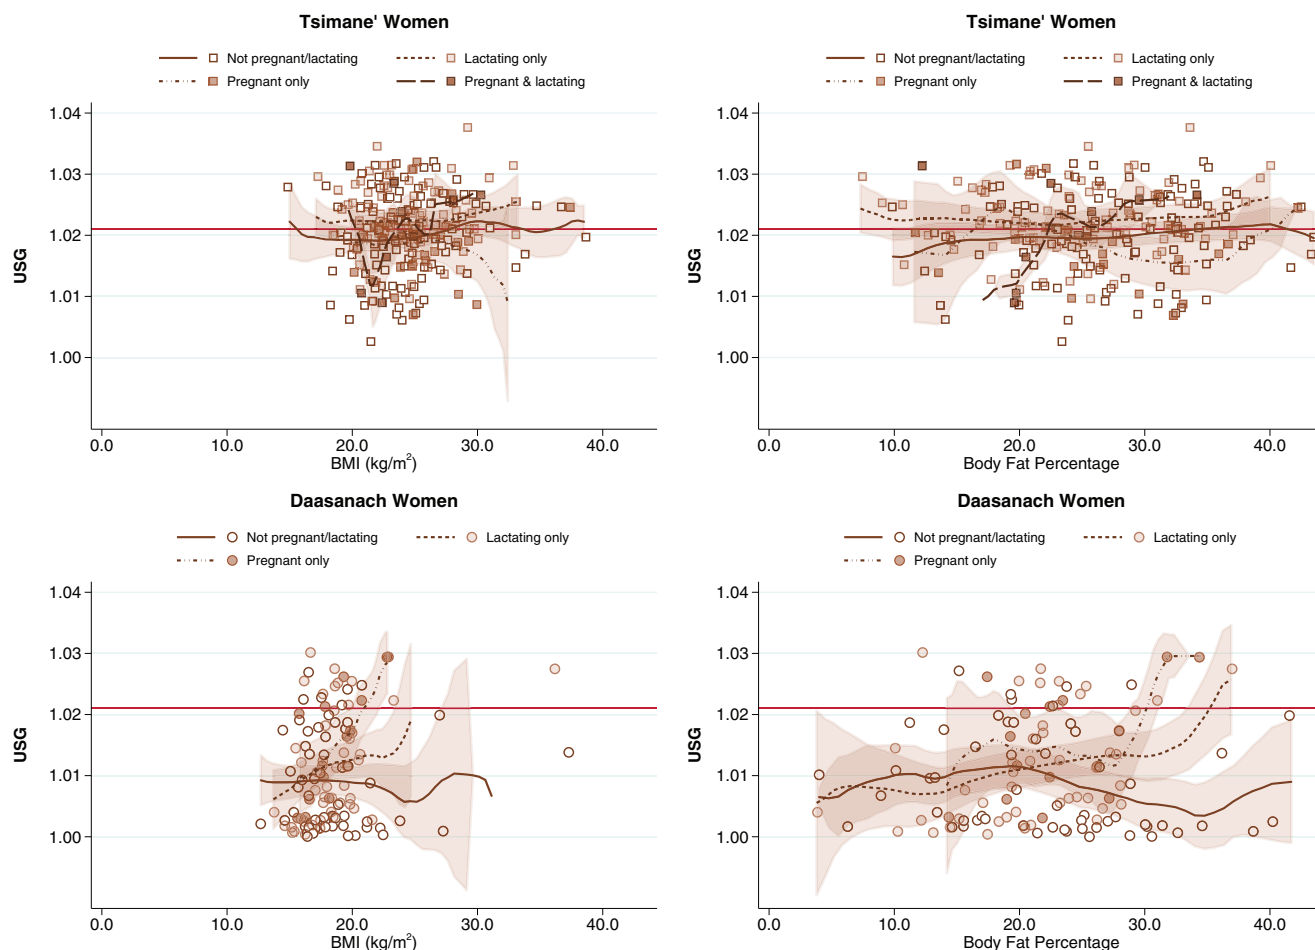 Tsimane' Women
Not pregnant/lactating
Lactating only
Pregnant only
Pregnant & lactating
1.04
1.03
1.02
1.01
1.00
USG
0.0 10.0 20.0 30.0 40.0
BMI (kg/m²)
Tsimane' Women
Not pregnant/lactating
Lactating only
Pregnant only
Pregnant & lactating
1.04
1.03
1.02
1.01
1.00
USG
0.0 10.0 20.0 30.0 40.0
Body Fat Percentage
Daasanach Women
Not pregnant/lactating
Lactating only
Pregnant only
1.04
1.03
1.02
1.01
1.00
USG
0.0 10.0 20.0 30.0 40.0
BMI (kg/m²)
Daasanach Women
Not pregnant/lactating
Lactating only
Pregnant only
1.04
1.03
1.02
1.01
1.00
USG
0.0 10.0 20.0 30.0 40.0
Body Fat Percentage